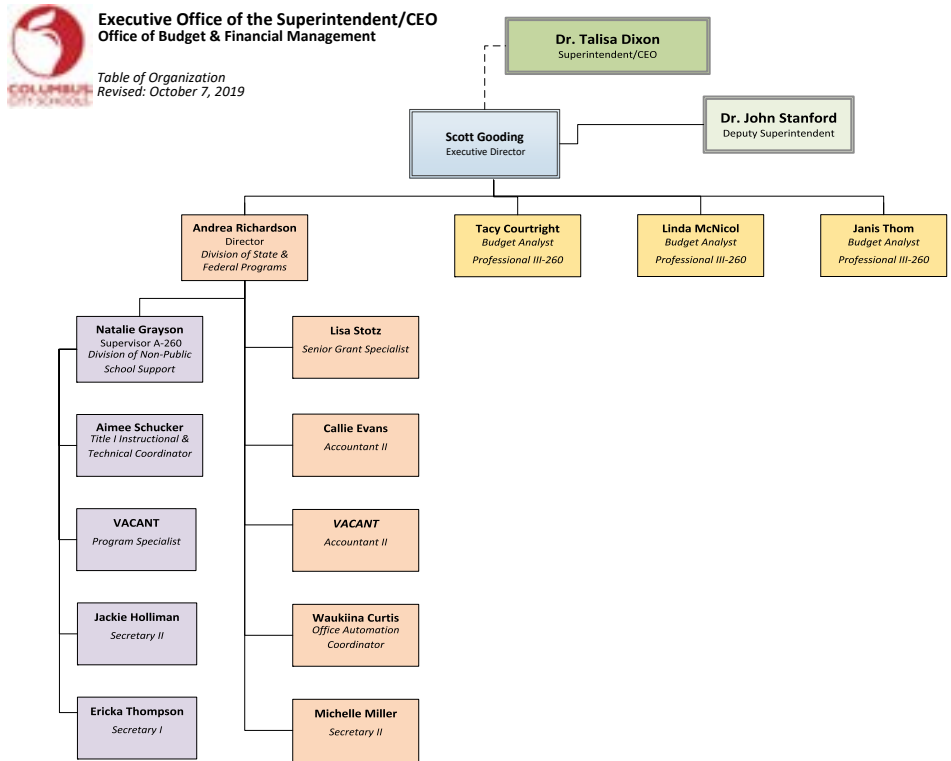 Executive Office of the Superintendent/CEO
Office of Budget & Financial Management
Table of Organization
Revised: October 7, 2019
COLUMBUS
CITY SCHOOLS
Dr. Talisa Dixon
Superintendent/CEO
Dr. John Stanford
Deputy Superintendent
Scott Gooding
Executive Director
Andrea Richardson
Director
Division of State &
Federal Programs
Tacy Courtright
Budget Analyst
Professional III-260
Linda McNicol
Budget Analyst
Professional III-260
Janis Thom
Budget Analyst
Professional III-260
Natalie Grayson
Supervisor A-260
Division of Non-Public
School Support
Lisa Stotz
Senior Grant Specialist
Aimee Schucker
Title I Instructional &
Technical Coordinator
Callie Evans
Accountant II
VACANT
Program Specialist
VACANT
Accountant II
Jackie Holliman
Secretary II
Waukiina Curtis
Office Automation
Coordinator
Ericka Thompson
Secretary I
Michelle Miller
Secretary II